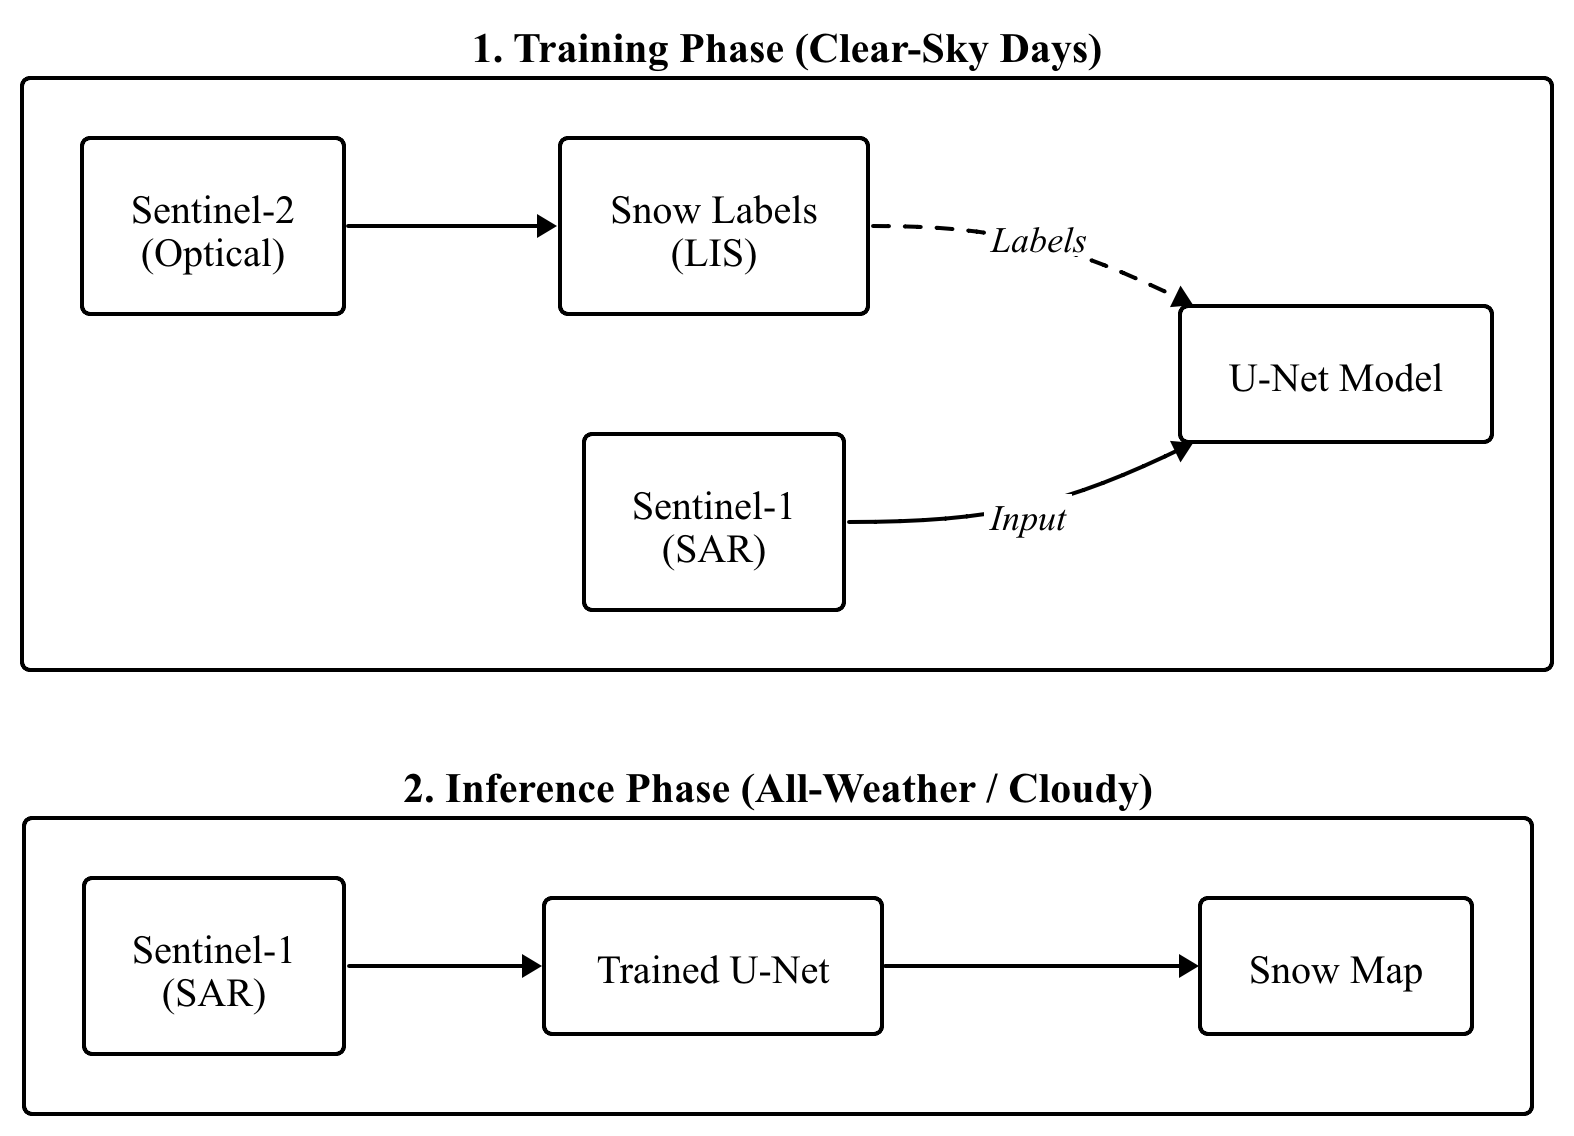 1. Training Phase (Clear-Sky Days)
Sentinel-2
(Optical)
Snow Labels
(LIS)
Labels
U-Net Model
Sentinel-1
(SAR)
Input
2. Inference Phase (All-Weather / Cloudy)
Sentinel-1
(SAR)
Trained U-Net
Snow Map